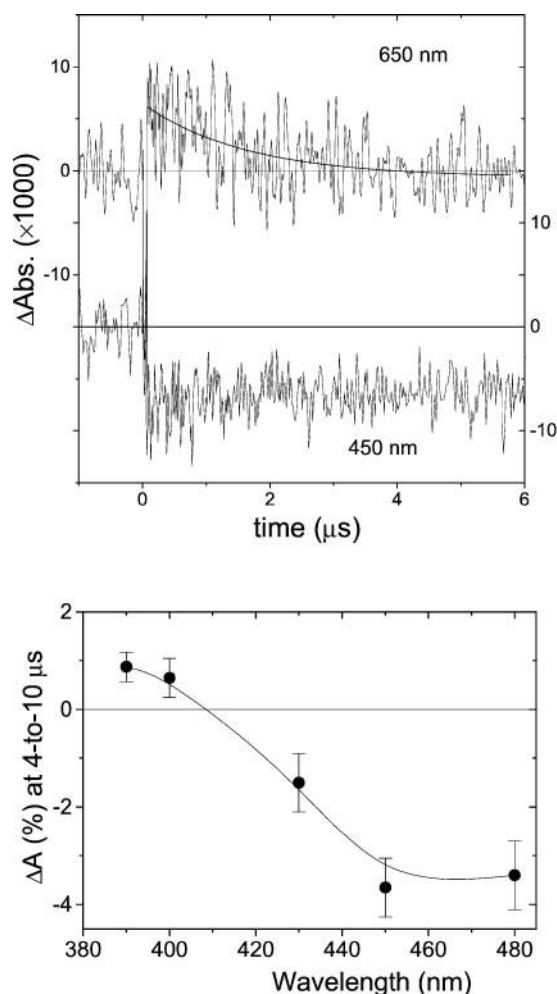 650 nm
10
0
-10
ΔAbs. (×1000)
10
0
-10
450 nm
0 2 4 6
time (μs)
2
0
-2
-4
ΔA (%) at 4-to-10 μs
380 400 420 440 460 480
Wavelength (nm)